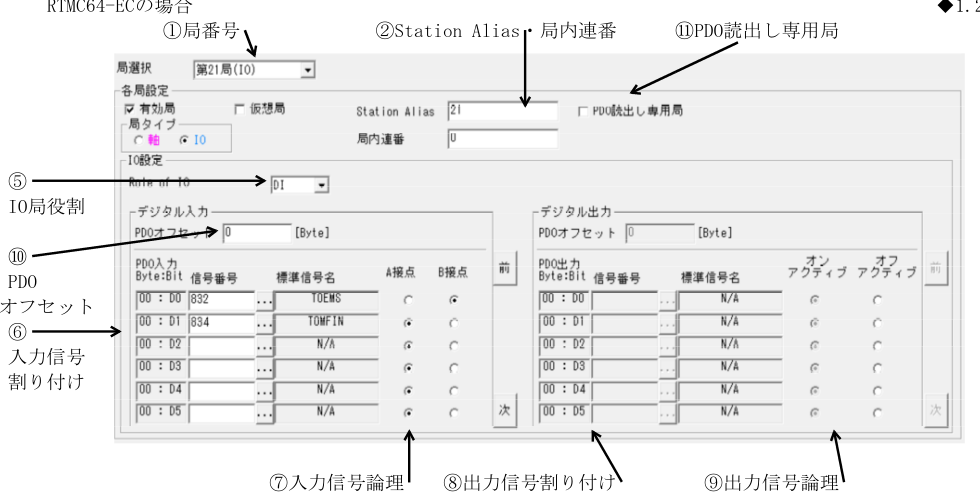 RTMC64-ECの場合
◆1.2
①局番号
②Station Alias・局内連番
⑪PDO読出し専用局
局選択 第21局(IO)
各局設定
有効局 仮想局 Station Alias 21 PDO読出し専用局
局タイプ
軸 IO
局内連番 0
IO設定
⑤
IO局役割
Role of IO DI
デジタル入力
PDOオフセット 0 [Byte]
デジタル出力
PDOオフセット 0 [Byte]
⑩
PDO
オフセット
⑥
入力信号
割り付け
PDO入力
Byte:Bit 信号番号 標準信号名 A接点 B接点 前
00 : D0 832 ... TOEMS
00 : D1 834 ... TOMFIN
00 : D2 ... N/A
00 : D3 ... N/A
00 : D4 ... N/A
00 : D5 ... N/A 次
PDO出力
Byte:Bit 信号番号 標準信号名 オンアクティブ オフアクティブ 前
00 : D0 ... N/A
00 : D1 ... N/A
00 : D2 ... N/A
00 : D3 ... N/A
00 : D4 ... N/A
00 : D5 ... N/A 次
⑦入力信号論理
⑧出力信号割り付け
⑨出力信号論理